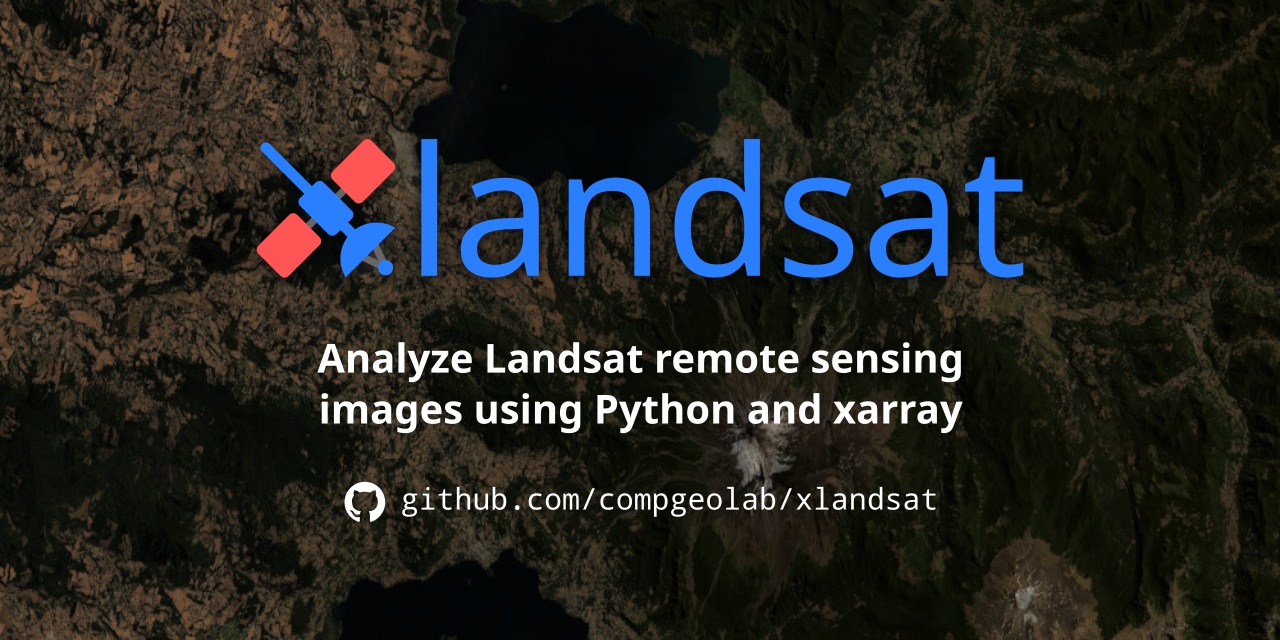 xlandsat
Analyze Landsat remote sensing
images using Python and xarray
github.com/compgeolab/xlandsat